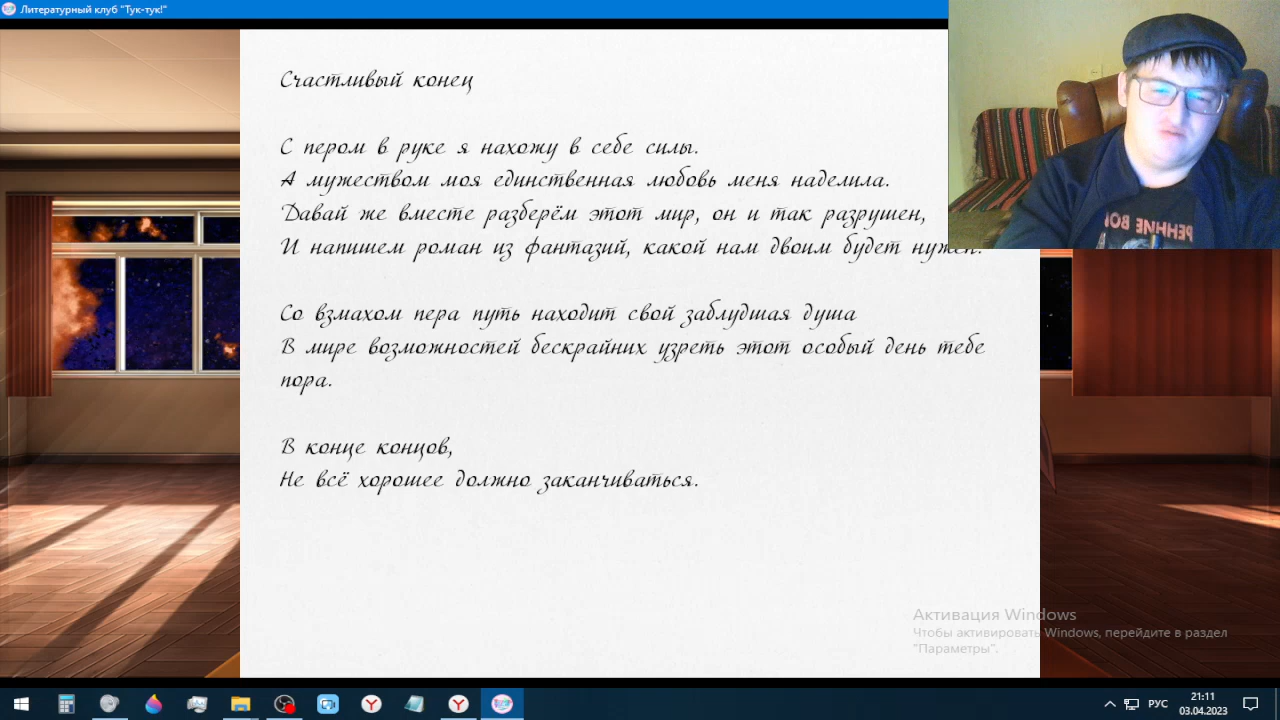 Литературный клуб "Тук-тук!"
Счастливый конец
С пером в руке я нахожу в себе силы.
А мужеством моя единственная любовь меня наделила.
Давай же вместе разберём этот мир, он и так разрушен,
И напишем роман из фантазий, какой нам двоим будет нужен.
Со взмахом пера путь находит свой заблудшая душа
В мире возможностей бескрайних узреть этот особый день тебе
пора.
В конце концов,
Не всё хорошее должно заканчиваться.
Активация Windows
Чтобы активировать Windows, перейдите в раздел
"Параметры".
РУС
21:11
03.04.2023